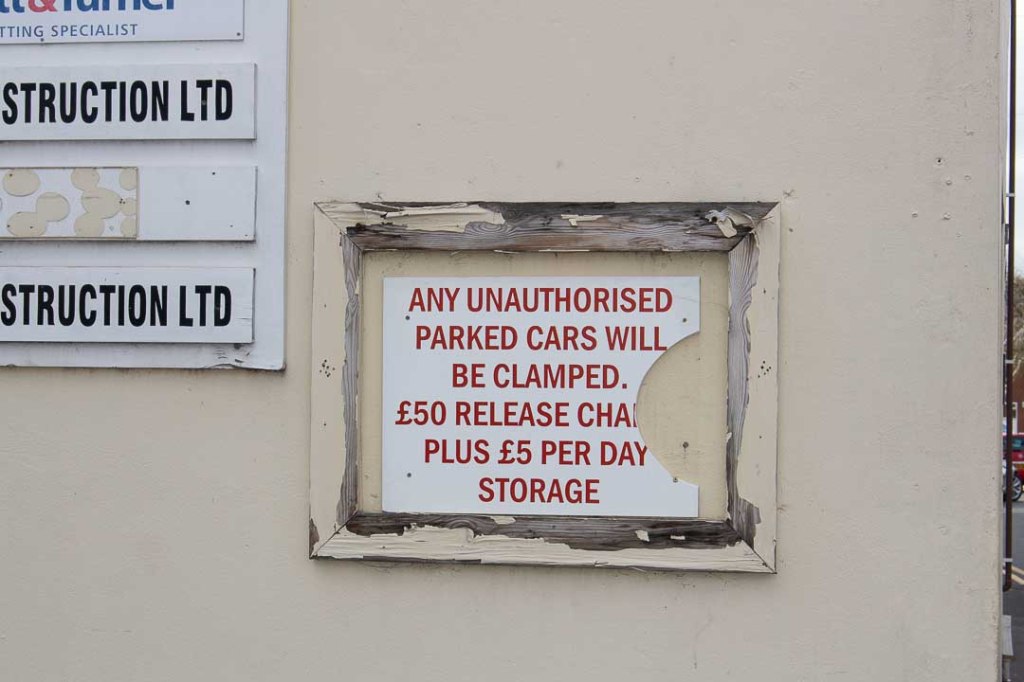 & Turner
TTING SPECIALIST
STRUCTION LTD
STRUCTION LTD
ANY UNAUTHORISED
PARKED CARS WILL
BE CLAMPED.
£50 RELEASE CHA
PLUS £5 PER DAY
STORAGE